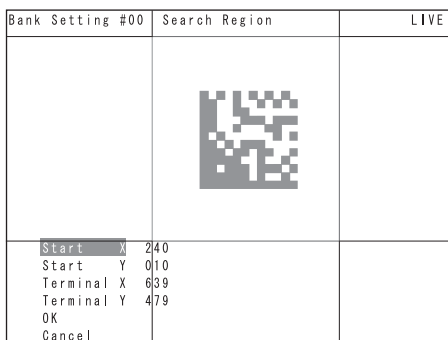 Bank Setting #00 Search Region LIVE
Start X 240
Start Y 010
Terminal X 639
Terminal Y 479
OK
Cancel